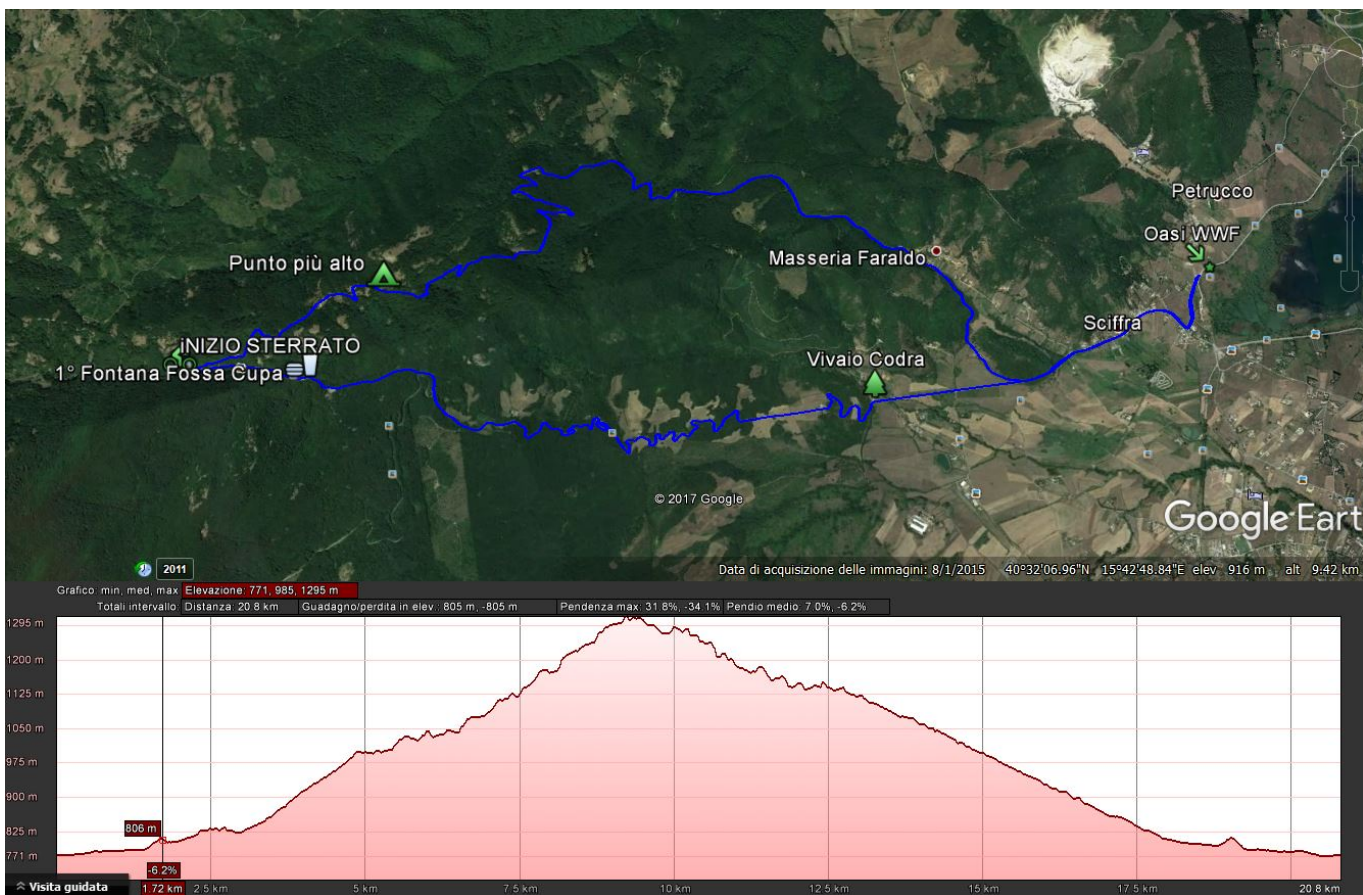 Petrucco
Oasi WWF
Masseria Faraldo
Punto più alto
Sciffra
iNIZIO STERRATO
1° Fontana Fossa Cupa
Vivaio Codra
© 2017 Google
Google Eart
2011
Data di acquisizione delle immagini: 8/1/2015 40°32'06.96"N 15°42'48.84"E elev 916 m alt 9.42 km
Grafico: min, med, max Elevazione: 771, 985, 1295 m
Totali intervallo: Distanza: 20.8 km Guadagno/perdita in elev.: 805 m, -805 m Pendenza max: 31.8%, -34.1% Pendio medio: 7.0%, -6.2%
1295 m
1200 m
1125 m
1050 m
975 m
900 m
825 m
771 m
806 m
-6.2%
Visita guidata
1.72 km 2.5 km 5 km 7.5 km 10 km 12.5 km 15 km 17.5 km 20.8 km